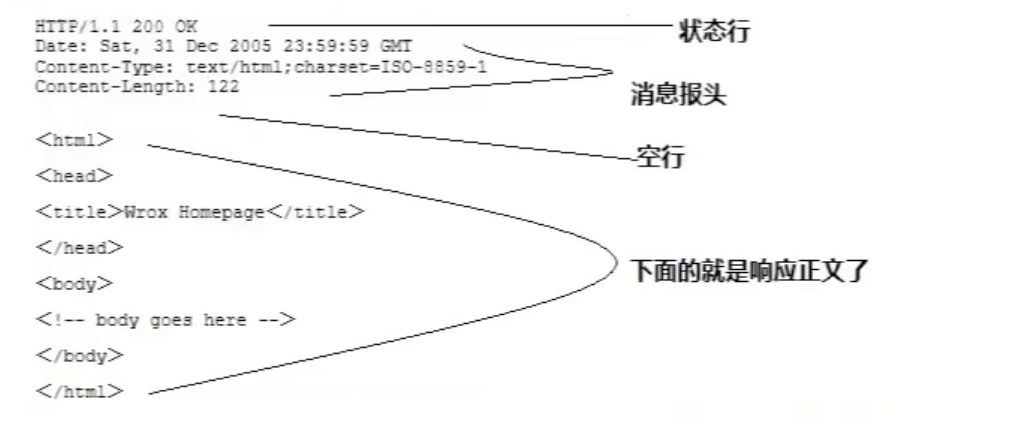 HTTP/1.1 200 OK
状态行
Date: Sat, 31 Dec 2005 23:59:59 GMT
Content-Type: text/html;charset=ISO-8859-1
Content-Length: 122
消息报头
空行
<html>
<head>
<title>Wrox Homepage</title>
</head>
<body>
下面的就是响应正文了
<!-- body goes here -->
</body>
</html>